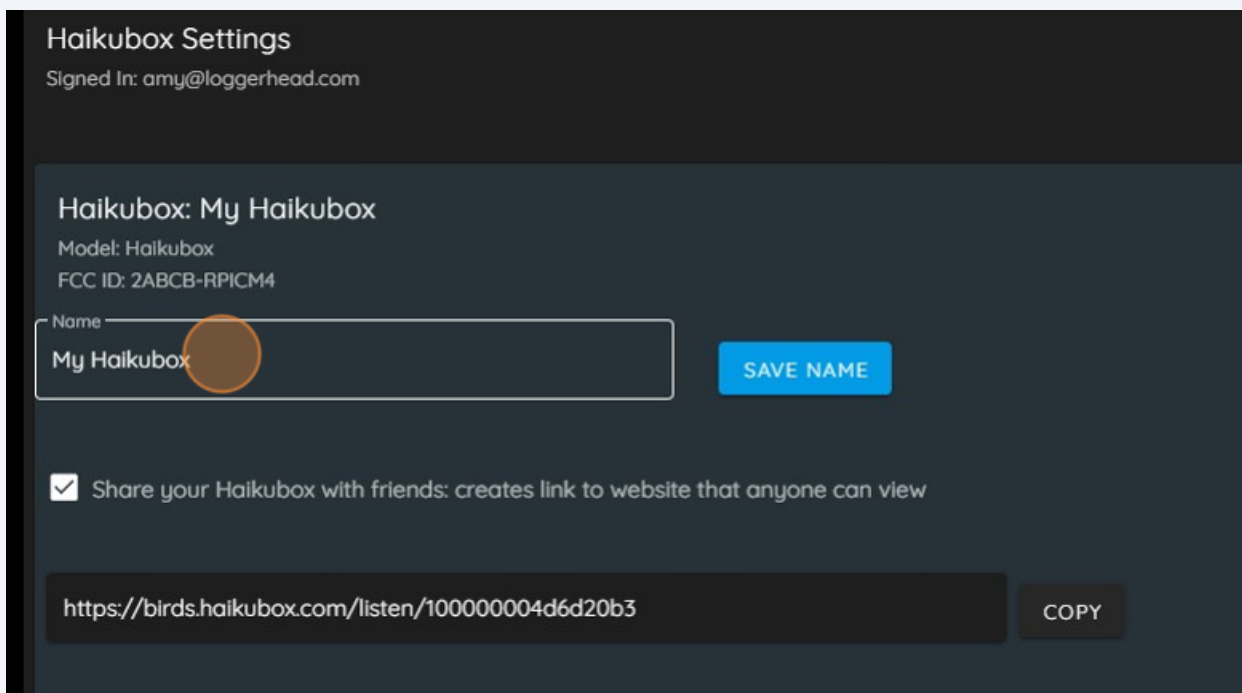 Haikubox Settings
Signed In: amy@loggerhead.com
Haikubox: My Haikubox
Model: Haikubox
FCC ID: 2ABCB-RPICM4
Name
My Haikubox
SAVE NAME
Share your Haikubox with friends: creates link to website that anyone can view
https://birds.haikubox.com/listen/100000004d6d20b3
COPY